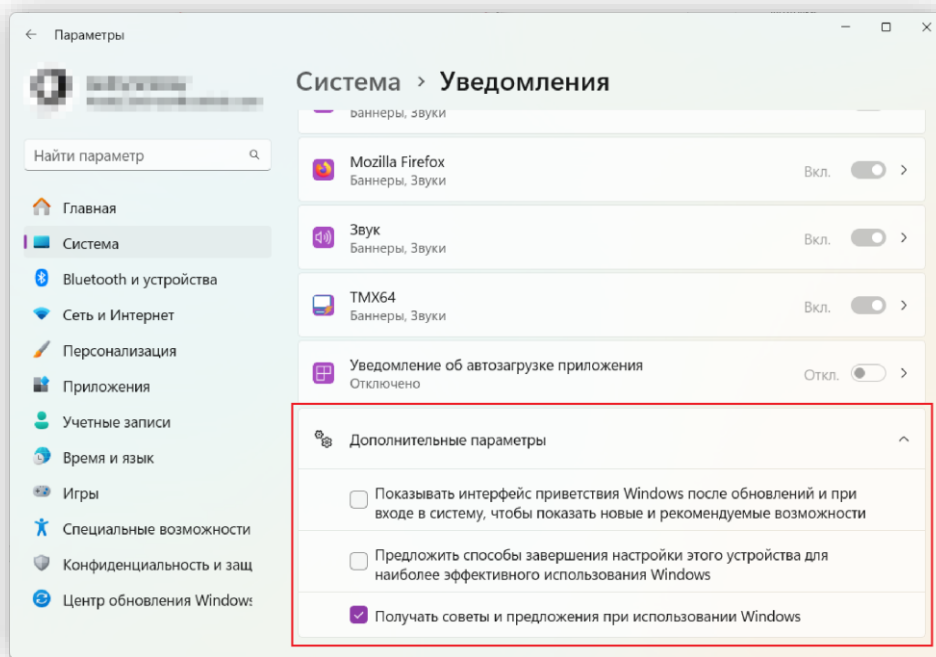 Параметры
Система › Уведомления
Найти параметр
Главная
Система
Bluetooth и устройства
Сеть и Интернет
Персонализация
Приложения
Учетные записи
Время и язык
Игры
Специальные возможности
Конфиденциальность и защ
Центр обновления Windows
Баннеры, Звуки
Mozilla Firefox
Баннеры, Звуки
Вкл.
Звук
Баннеры, Звуки
Вкл.
TMX64
Баннеры, Звуки
Вкл.
Уведомление об автозагрузке приложения
Отключено
Откл.
Дополнительные параметры
Показывать интерфейс приветствия Windows после обновлений и при
входе в систему, чтобы показать новые и рекомендуемые возможности
Предложить способы завершения настройки этого устройства для
наиболее эффективного использования Windows
Получать советы и предложения при использовании Windows